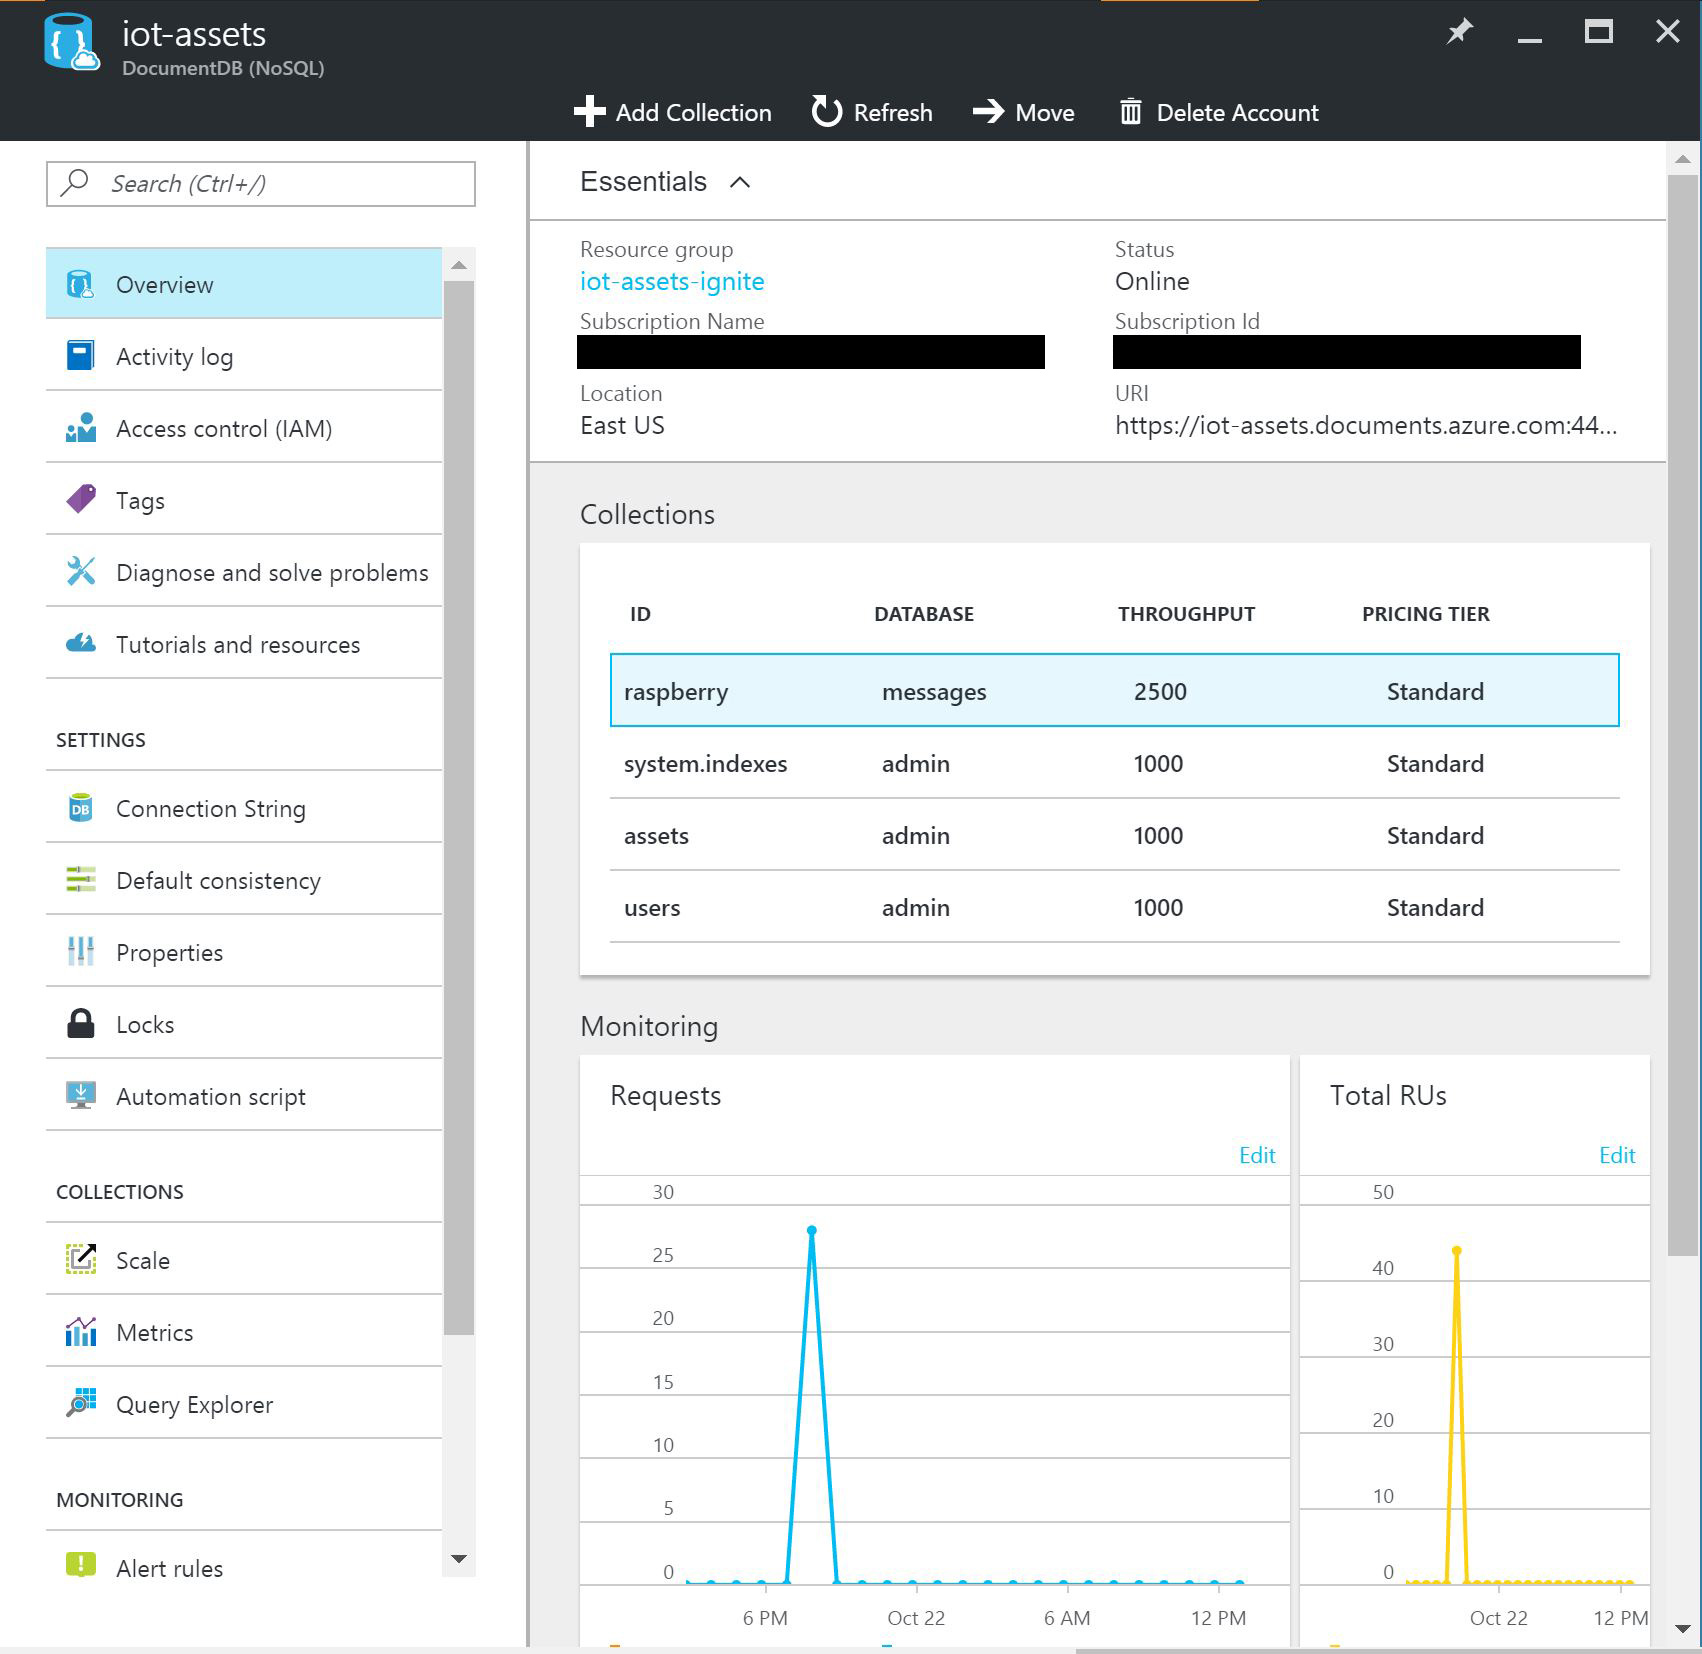 iot-assets
DocumentDB (NoSQL)
Add Collection Refresh Move Delete Account
Search (Ctrl+/)
Overview
Activity log
Access control (IAM)
Tags
Diagnose and solve problems
Tutorials and resources
SETTINGS
DB Connection String
Default consistency
Properties
Locks
Automation script
COLLECTIONS
Scale
Metrics
Query Explorer
MONITORING
Alert rules
Essentials
Resource group
iot-assets-ignite
Status
Online
Subscription Name
Subscription Id
Location
East US
URI
https://iot-assets.documents.azure.com:44...
Collections
ID DATABASE THROUGHPUT PRICING TIER
raspberry messages 2500 Standard
system.indexes admin 1000 Standard
assets admin 1000 Standard
users admin 1000 Standard
Monitoring
Requests
Edit
30
25
20
15
10
5
0
6 PM Oct 22 6 AM 12 PM
Total RUs
Edit
50
40
30
20
10
0
Oct 22 12 PM